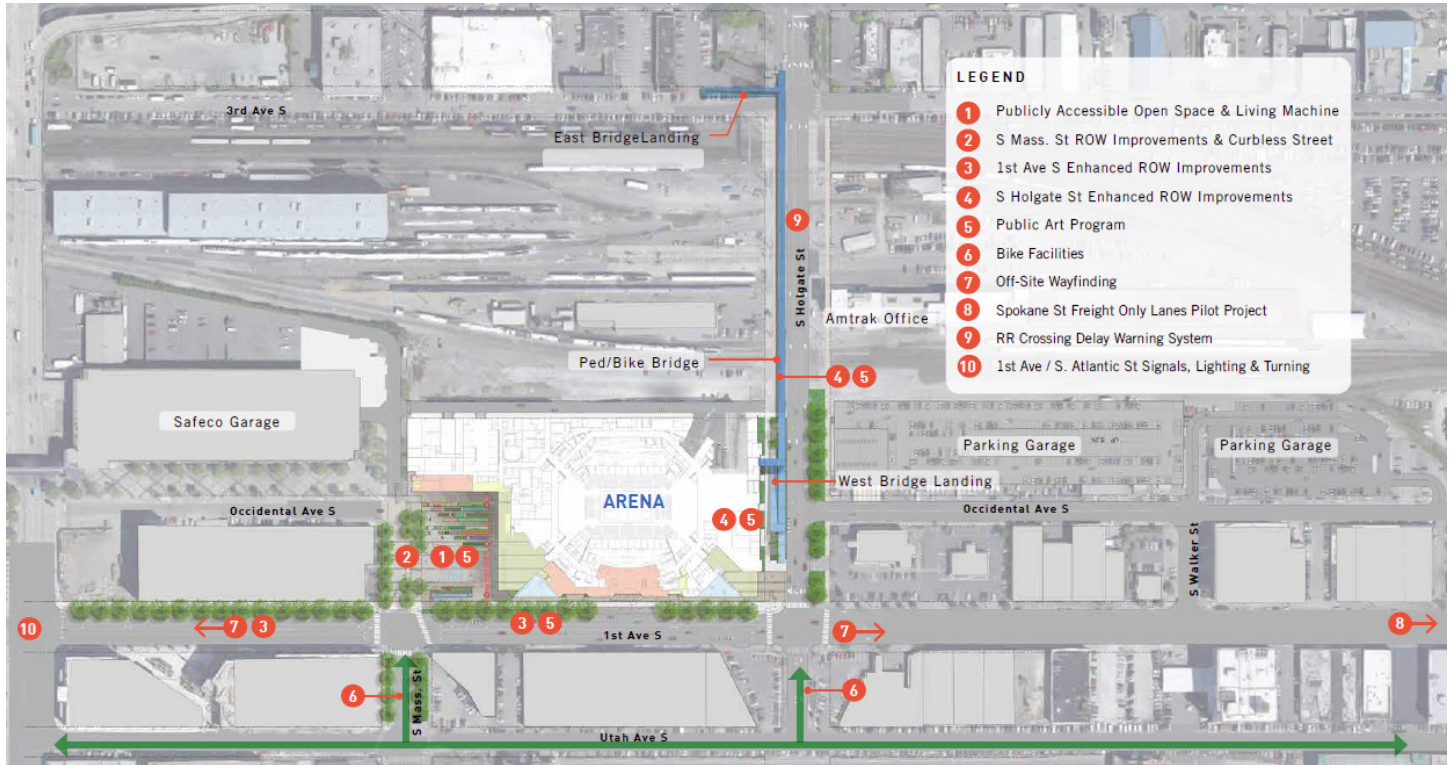 LEGEND
1 Publicly Accessible Open Space & Living Machine
2 S Mass. St ROW Improvements & Curbless Street
3 1st Ave S Enhanced ROW Improvements
4 S Holgate St Enhanced ROW Improvements
5 Public Art Program
6 Bike Facilities
7 Off-Site Wayfinding
8 Spokane St Freight Only Lanes Pilot Project
9 RR Crossing Delay Warning System
10 1st Ave / S. Atlantic St Signals, Lighting & Turning
3rd Ave S
East BridgeLanding
9
S Holgate St
Amtrak Office
Ped/Bike Bridge
4 5
Safeco Garage
Parking Garage
Parking Garage
West Bridge Landing
ARENA
Occidental Ave S
Occidental Ave S
4 5
2 1 5
S Walker St
10
7 3
3 5
1st Ave S
7
8
6
S Mass. St
6
Utah Ave S